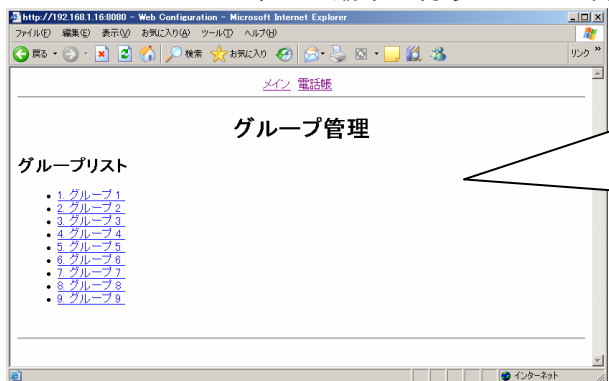 http://192.168.1.16:8080 - Web Configuration - Microsoft Internet Explorer
ファイル(F) 編集(E) 表示(V) お気に入り(A) ツール(T) ヘルプ(H)
戻る 検索 お気に入り リンク »
メイン 電話帳
グループ管理
グループリスト
• 1. グループ 1
• 2. グループ 2
• 3. グループ 3
• 4. グループ 4
• 5. グループ 5
• 6. グループ 6
• 7. グループ 7
• 8. グループ 8
• 9. グループ 9
インターネット